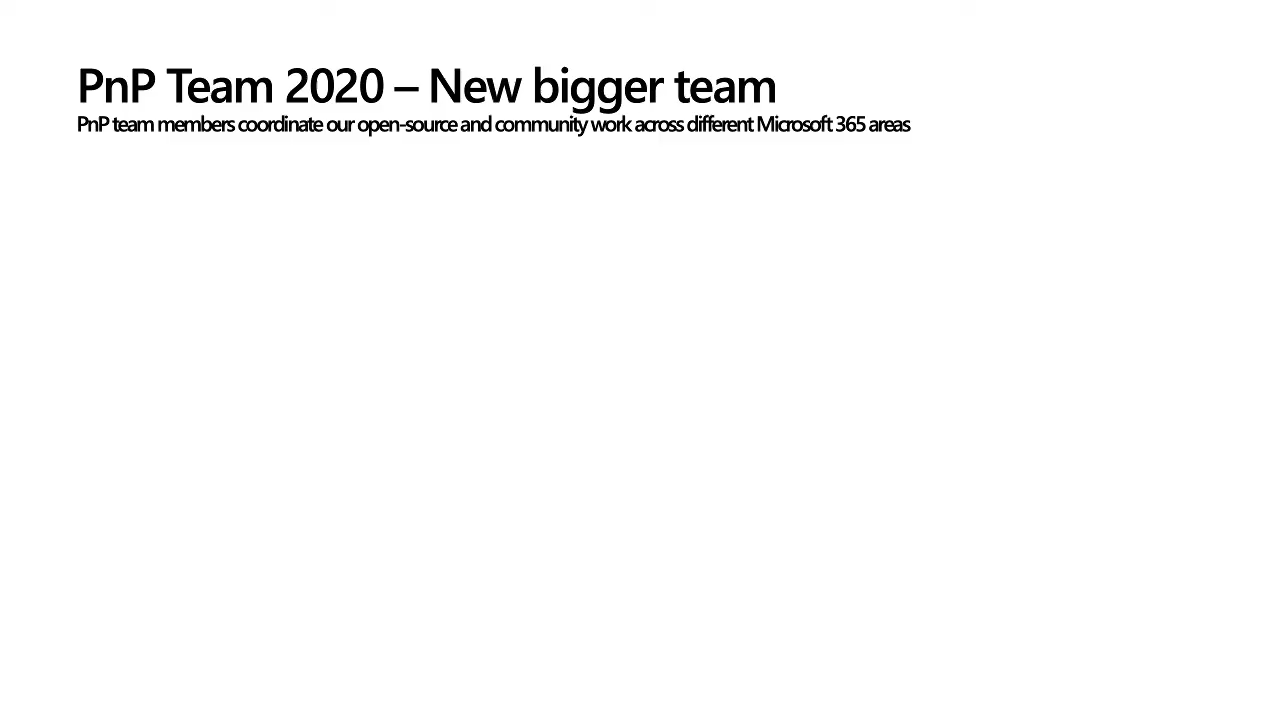 PnP Team 2020 – New bigger team
PnP team members coordinate our open-source and community work across different Microsoft 365 areas